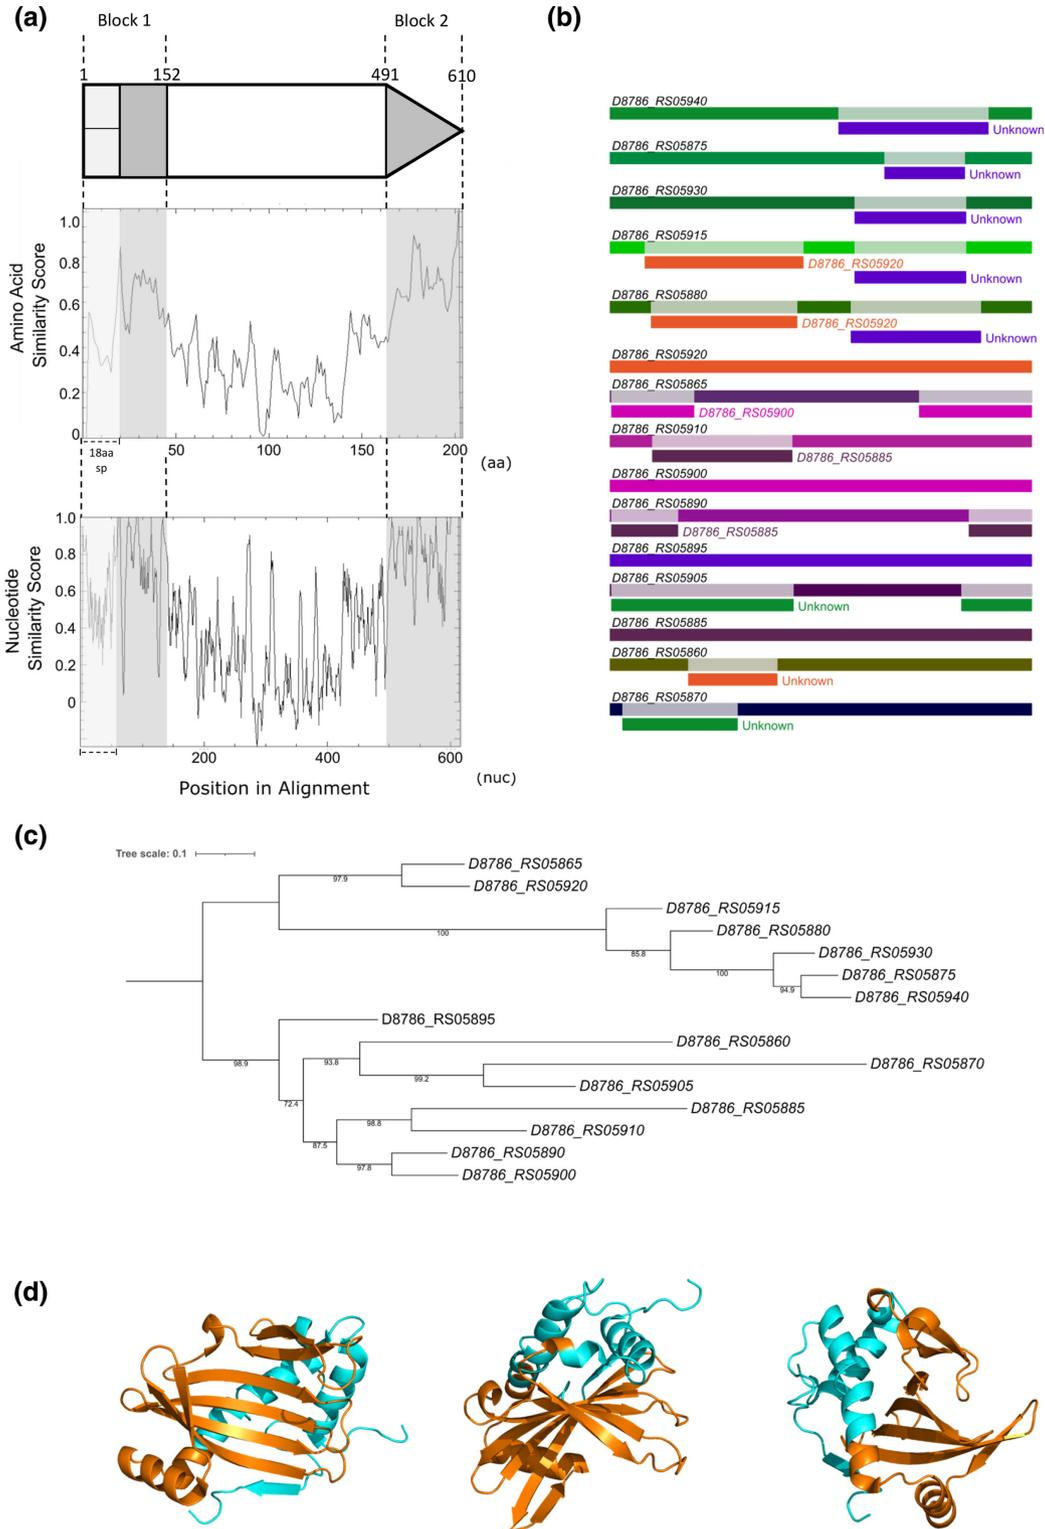 (a)
Block 1
Block 2
1
152
491
610
1.0
0.8
0.6
0.4
0.2
0
Amino Acid
Similarity Score
50
100
150
200
(aa)
18aa
sp
1.0
0.8
0.6
0.4
0.2
0
Nucleotide
Similarity Score
200
400
600
(nuc)
Position in Alignment
(b)
D8786_RS05940
Unknown
D8786_RS05875
Unknown
D8786_RS05930
Unknown
D8786_RS05915
D8786_RS05920
Unknown
D8786_RS05880
D8786_RS05920
Unknown
D8786_RS05920
D8786_RS05865
D8786_RS05900
D8786_RS05910
D8786_RS05885
D8786_RS05900
D8786_RS05890
D8786_RS05885
D8786_RS05895
D8786_RS05905
Unknown
D8786_RS05885
D8786_RS05860
Unknown
D8786_RS05870
Unknown
(c)
Tree scale: 0.1
D8786_RS05865
97.9
D8786_RS05920
D8786_RS05915
100
D8786_RS05880
85.8
D8786_RS05930
100
D8786_RS05875
94.9
D8786_RS05940
D8786_RS05895
D8786_RS05860
98.9
93.8
D8786_RS05870
99.2
D8786_RS05905
72.4
D8786_RS05885
98.8
D8786_RS05910
87.5
D8786_RS05890
97.8
D8786_RS05900
(d)